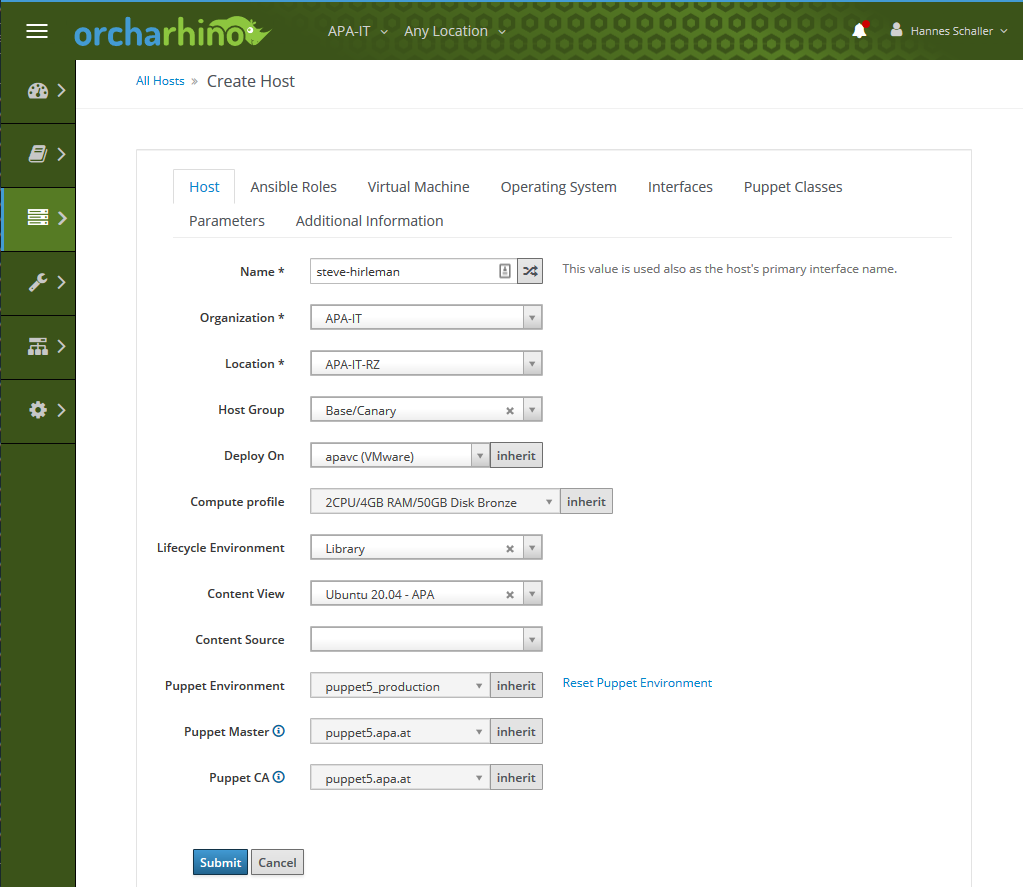 orcharhino APA-IT Any Location Hannes Schaller
All Hosts » Create Host
Host Ansible Roles Virtual Machine Operating System Interfaces Puppet Classes
Parameters Additional Information
Name * steve-hirleman This value is used also as the host's primary interface name.
Organization * APA-IT
Location * APA-IT-RZ
Host Group Base/Canary ×
Deploy On apavc (VMware) inherit
Compute profile 2CPU/4GB RAM/50GB Disk Bronze inherit
Lifecycle Environment Library ×
Content View Ubuntu 20.04 - APA ×
Content Source
Puppet Environment puppet5_production inherit Reset Puppet Environment
Puppet Master puppet5.apa.at inherit
Puppet CA puppet5.apa.at inherit
Submit Cancel